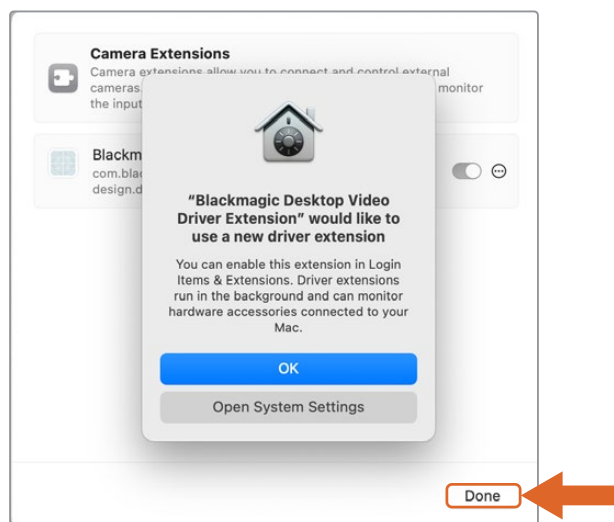 Camera Extensions
Camera extensions allow you to connect and control external
cameras. monitor
the input
Blackm
com.blac
design.d
“Blackmagic Desktop Video
Driver Extension” would like to
use a new driver extension
You can enable this extension in Login
Items & Extensions. Driver extensions
run in the background and can monitor
hardware accessories connected to your
Mac.
OK
Open System Settings
Done